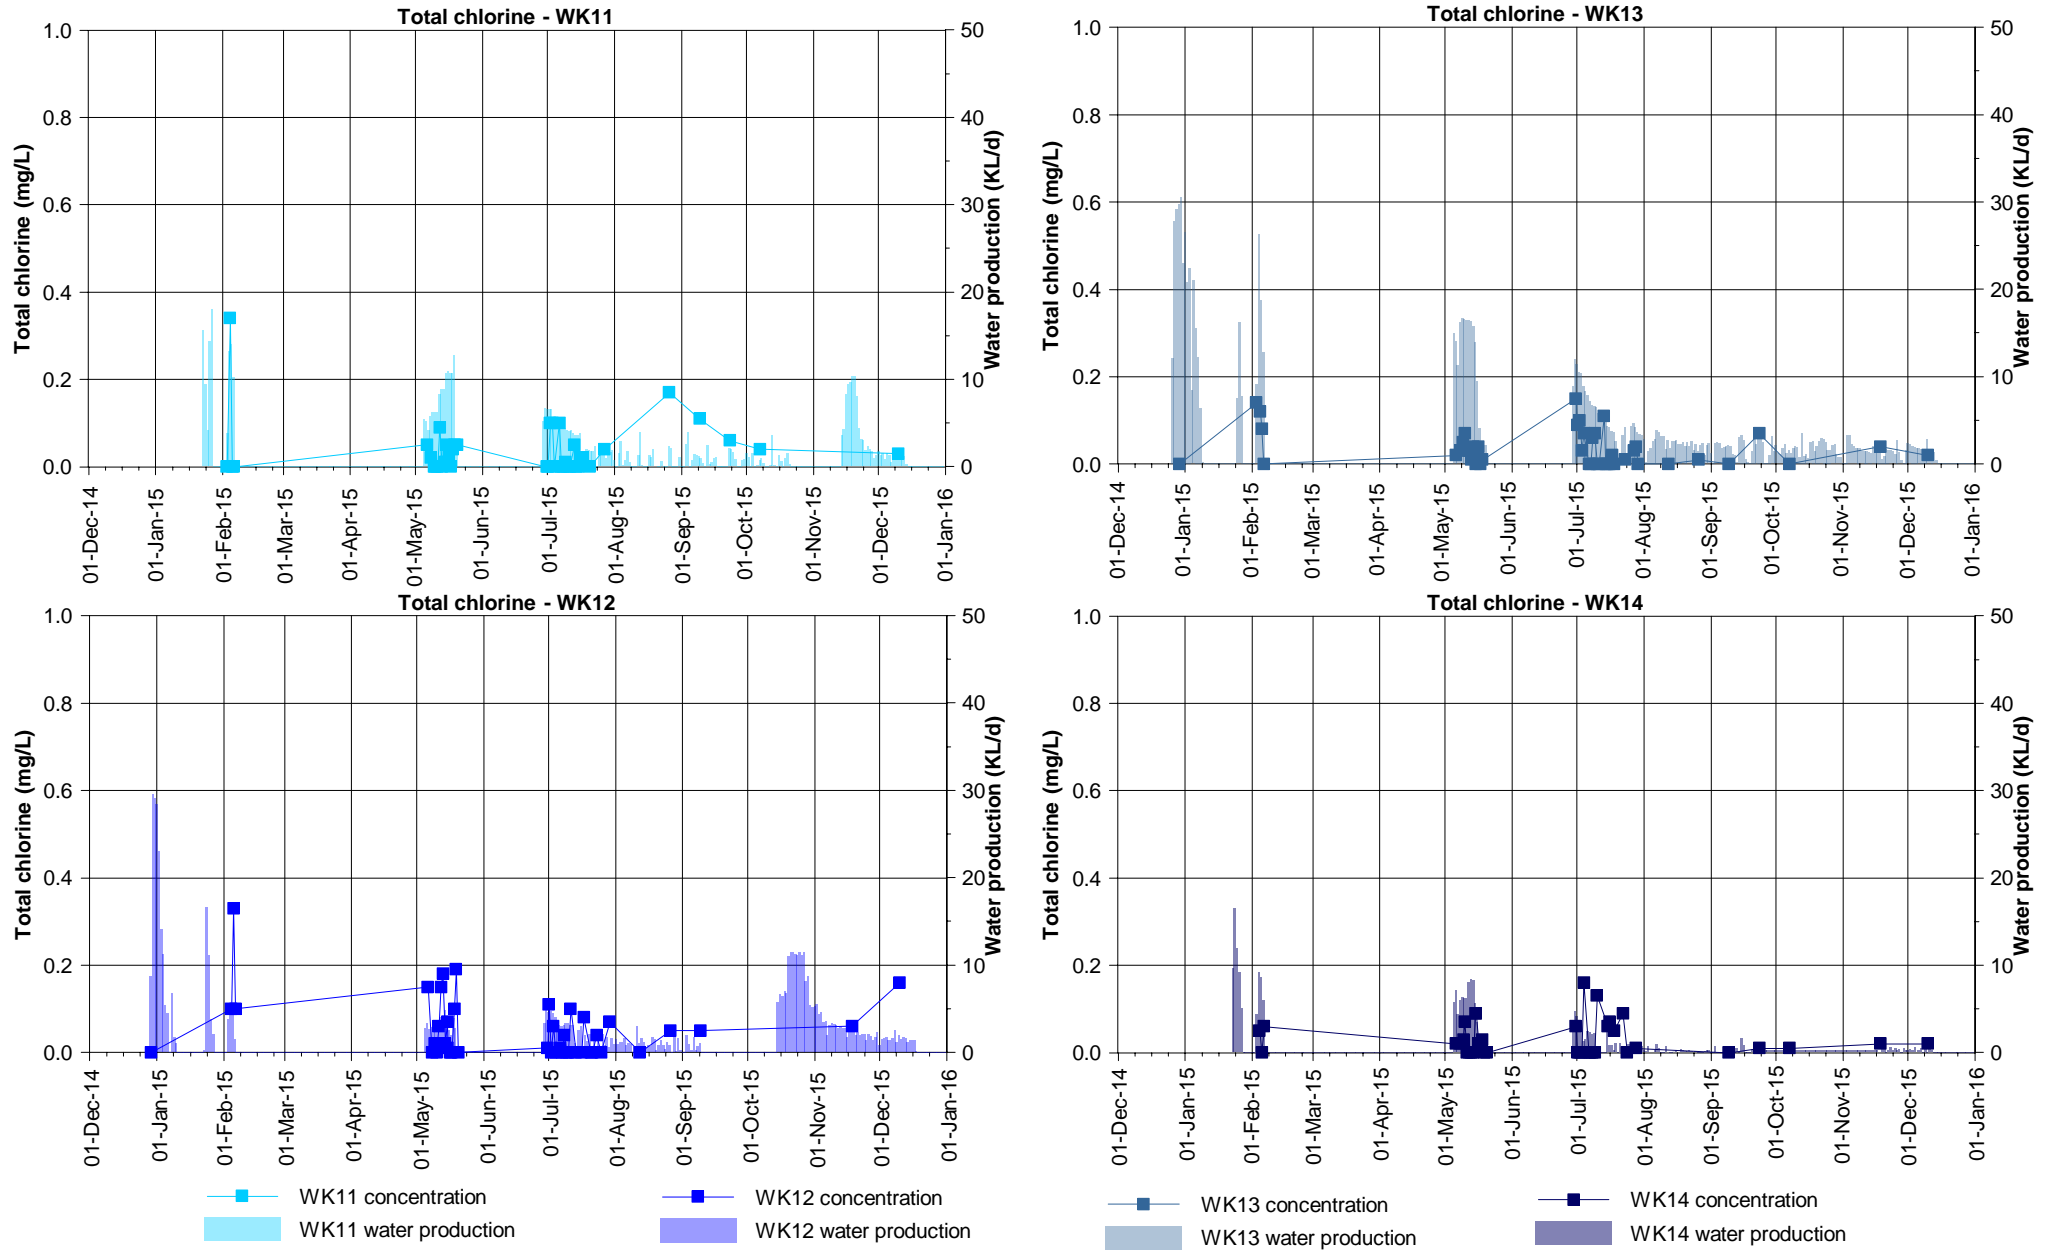 Total chlorine - WK11
1.0
0.8
0.6
0.4
0.2
0.0
Total chlorine (mg/L)
50
40
30
20
10
0
Water production (KL/d)
01-Dec-14
01-Jan-15
01-Feb-15
01-Mar-15
01-Apr-15
01-May-15
01-Jun-15
01-Jul-15
01-Aug-15
01-Sep-15
01-Oct-15
01-Nov-15
01-Dec-15
01-Jan-16
Total chlorine - WK13
1.0
0.8
0.6
0.4
0.2
0.0
Total chlorine (mg/L)
50
40
30
20
10
0
Water production (KL/d)
01-Dec-14
01-Jan-15
01-Feb-15
01-Mar-15
01-Apr-15
01-May-15
01-Jun-15
01-Jul-15
01-Aug-15
01-Sep-15
01-Oct-15
01-Nov-15
01-Dec-15
01-Jan-16
Total chlorine - WK12
1.0
0.8
0.6
0.4
0.2
0.0
Total chlorine (mg/L)
50
40
30
20
10
0
Water production (KL/d)
01-Dec-14
01-Jan-15
01-Feb-15
01-Mar-15
01-Apr-15
01-May-15
01-Jun-15
01-Jul-15
01-Aug-15
01-Sep-15
01-Oct-15
01-Nov-15
01-Dec-15
01-Jan-16
Total chlorine - WK14
1.0
0.8
0.6
0.4
0.2
0.0
Total chlorine (mg/L)
50
40
30
20
10
0
Water production (KL/d)
01-Dec-14
01-Jan-15
01-Feb-15
01-Mar-15
01-Apr-15
01-May-15
01-Jun-15
01-Jul-15
01-Aug-15
01-Sep-15
01-Oct-15
01-Nov-15
01-Dec-15
01-Jan-16
WK11 concentration
WK11 water production
WK12 concentration
WK12 water production
WK13 concentration
WK13 water production
WK14 concentration
WK14 water production